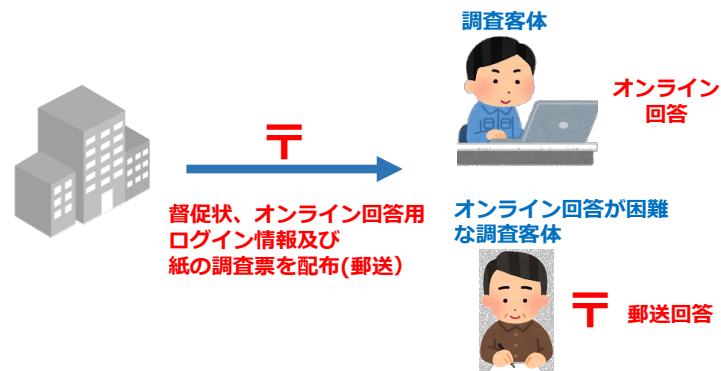 調査客体
オンライン
回答
〒
督促状、オンライン回答用
ログイン情報及び
紙の調査票を配布(郵送）
オンライン回答が困難
な調査客体
〒
郵送回答